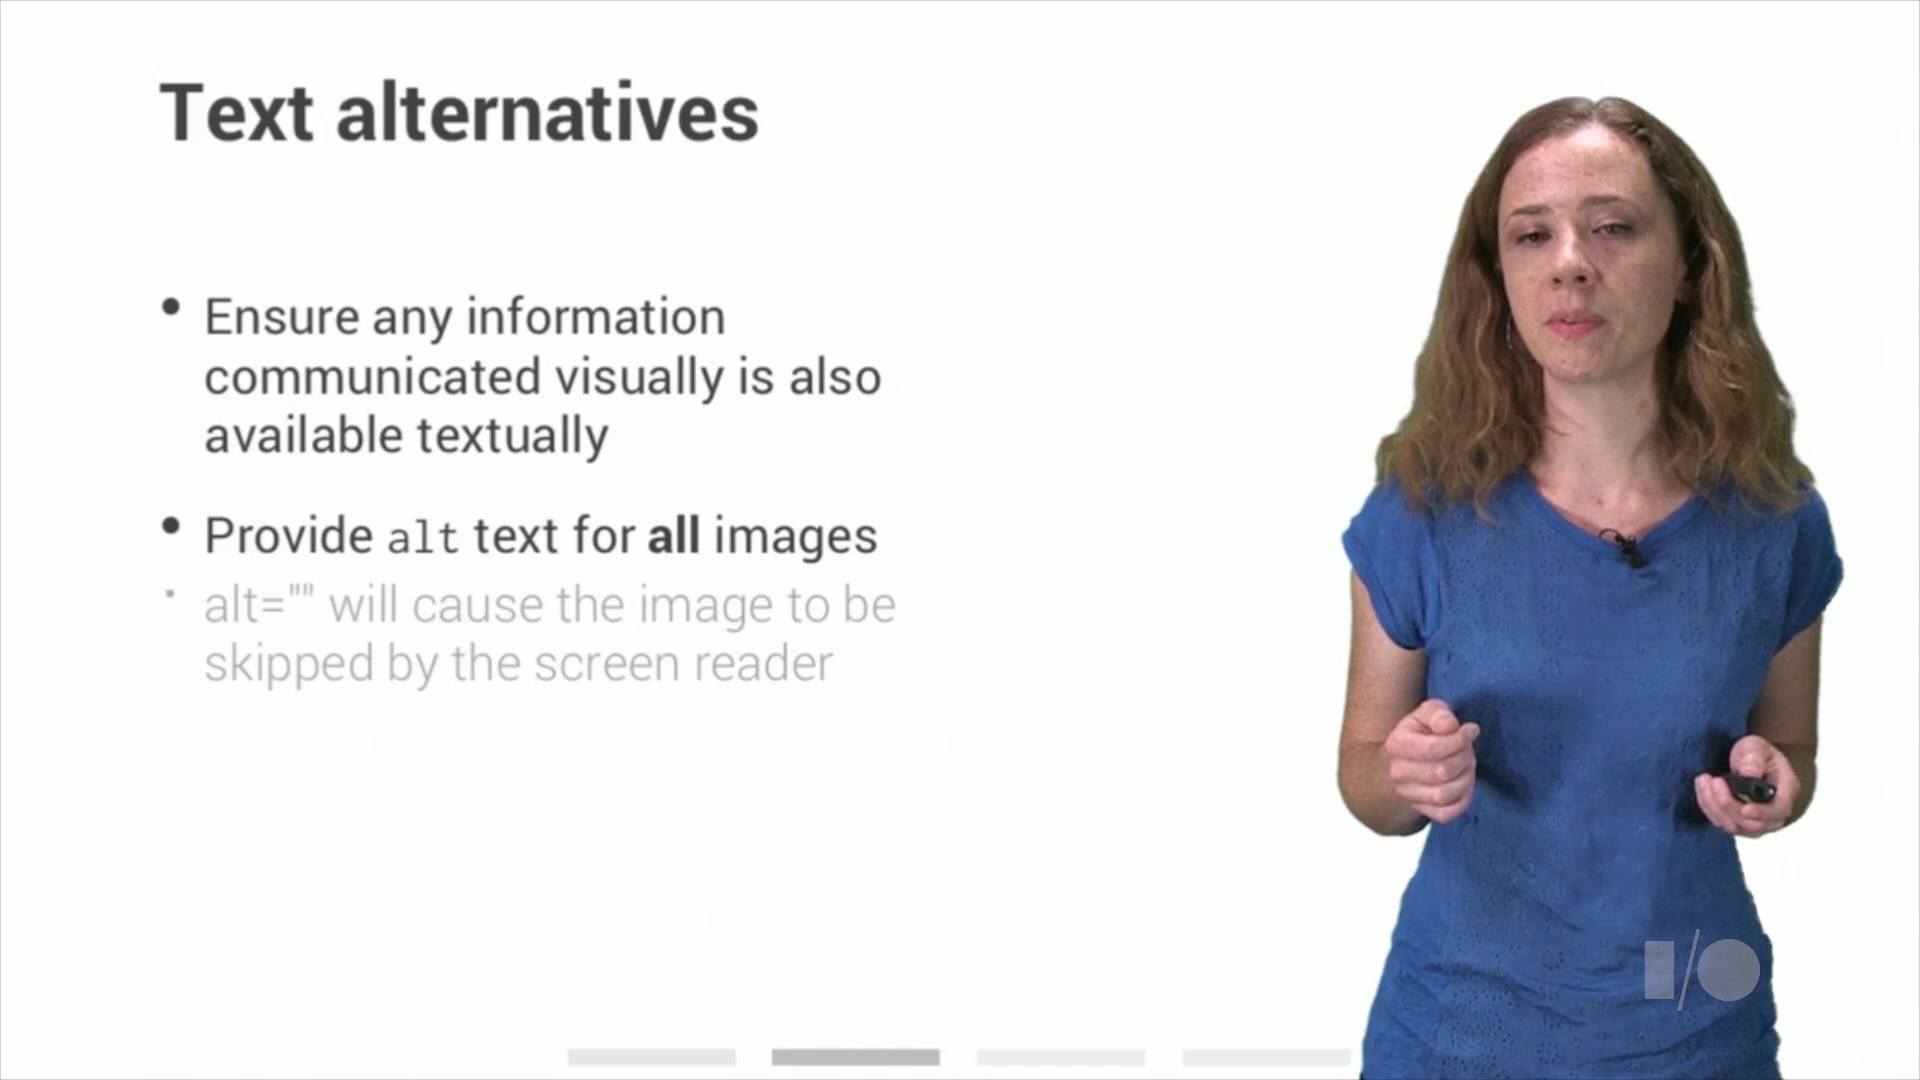 Text alternatives
• Ensure any information
communicated visually is also
available textually
• Provide alt text for all images
· alt="" will cause the image to be
skipped by the screen reader
I/O